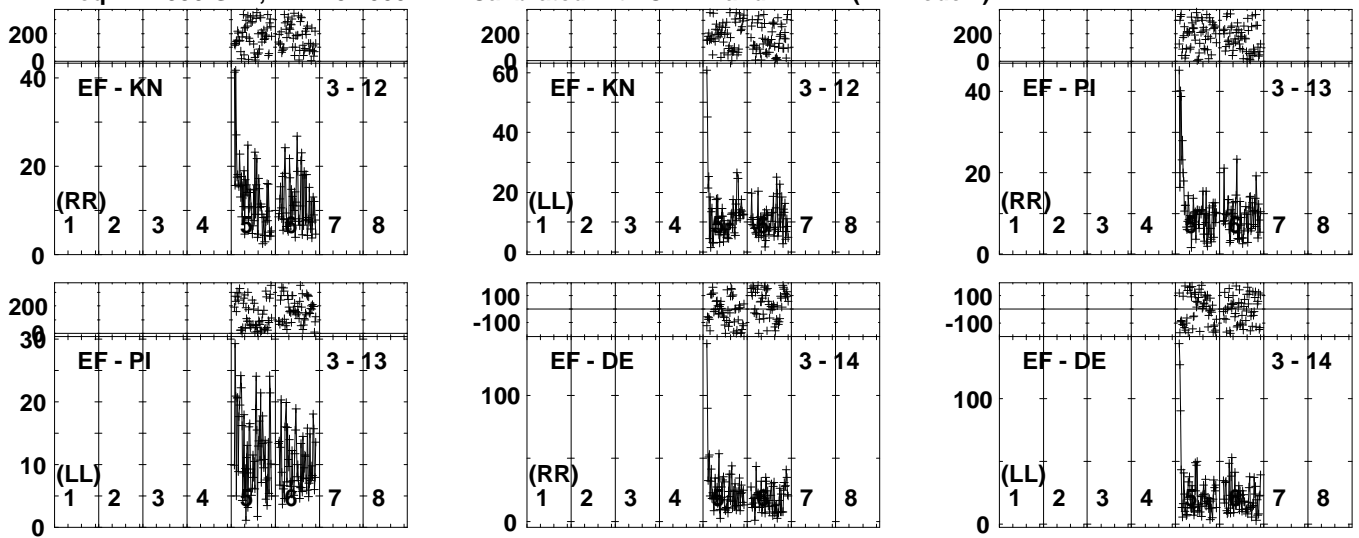 200 200 200
0 0 0
40 EF - KN 3 - 12 60 EF - KN 3 - 12 40 EF - PI 3 - 13
40
20 20 20
(RR) (LL) (RR)
1 2 3 4 5 6 7 8 1 2 3 4 5 6 7 8 1 2 3 4 5 6 7 8
0 0 0
200 100 100
0 -100 -100
30 EF - PI 3 - 13 EF - DE 3 - 14 EF - DE 3 - 14
20 100 100
10
(LL) (RR) (LL)
1 2 3 4 5 6 7 8 1 2 3 4 5 6 7 8 1 2 3 4 5 6 7 8
0 0 0